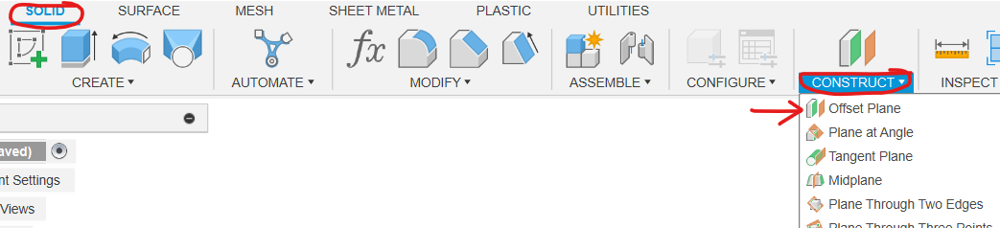 SOLID SURFACE MESH SHEET METAL PLASTIC UTILITIES
fx
CREATE AUTOMATE MODIFY ASSEMBLE CONFIGURE CONSTRUCT INSPECT
Offset Plane
Plane at Angle
aved)
Tangent Plane
nt Settings
Midplane
Views
Plane Through Two Edges
Plane Through Three Points